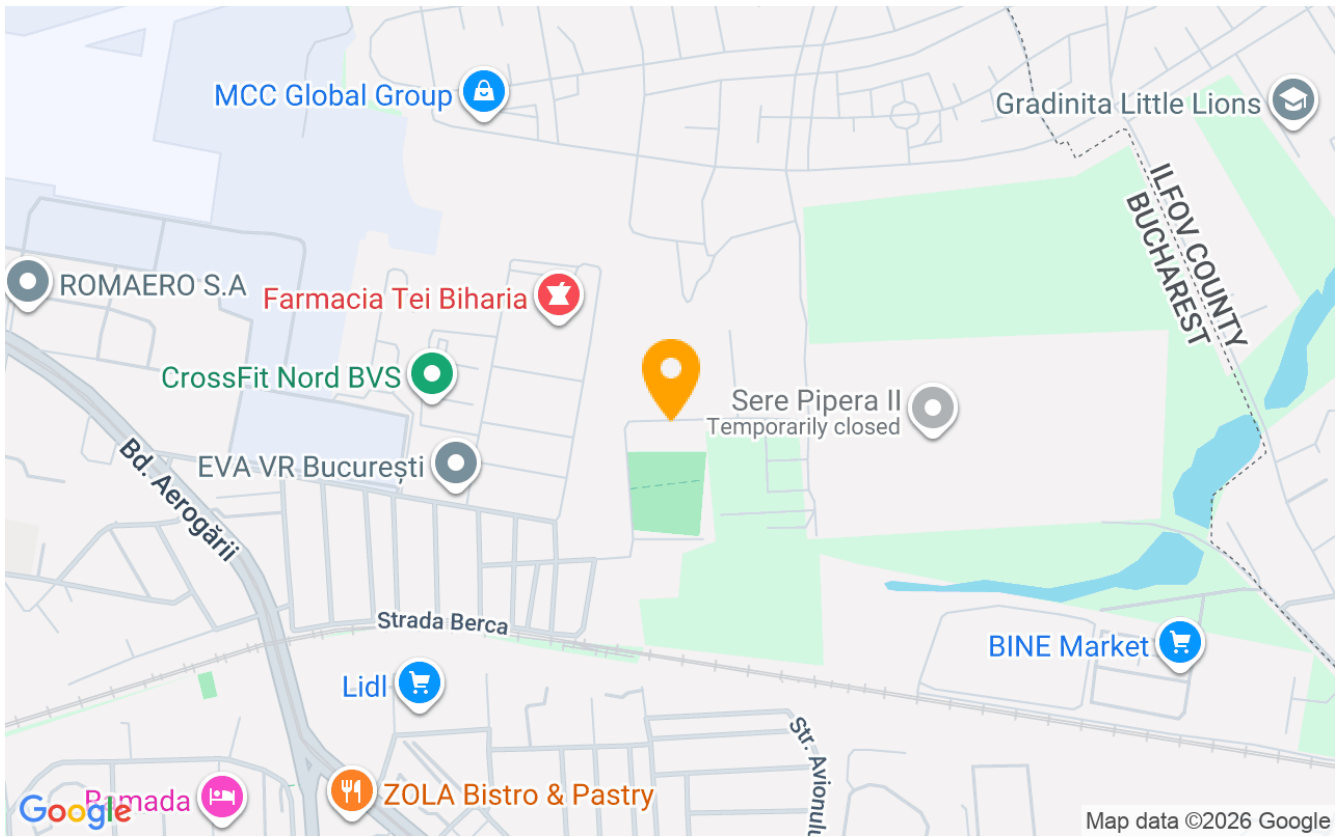 MCC Global Group
Gradinita Little Lions
ILFOV COUNTY
BUCHAREST
ROMAERO S.A
Farmacia Tei Biharia
CrossFit Nord BVS
Sere Pipera II
Temporarily closed
EVA VR București
Bd. Aerogării
Strada Berca
BINE Market
Lidl
Str. Avionulu
Ramada
ZOLA Bistro & Pastry
Google
Map data ©2026 Google